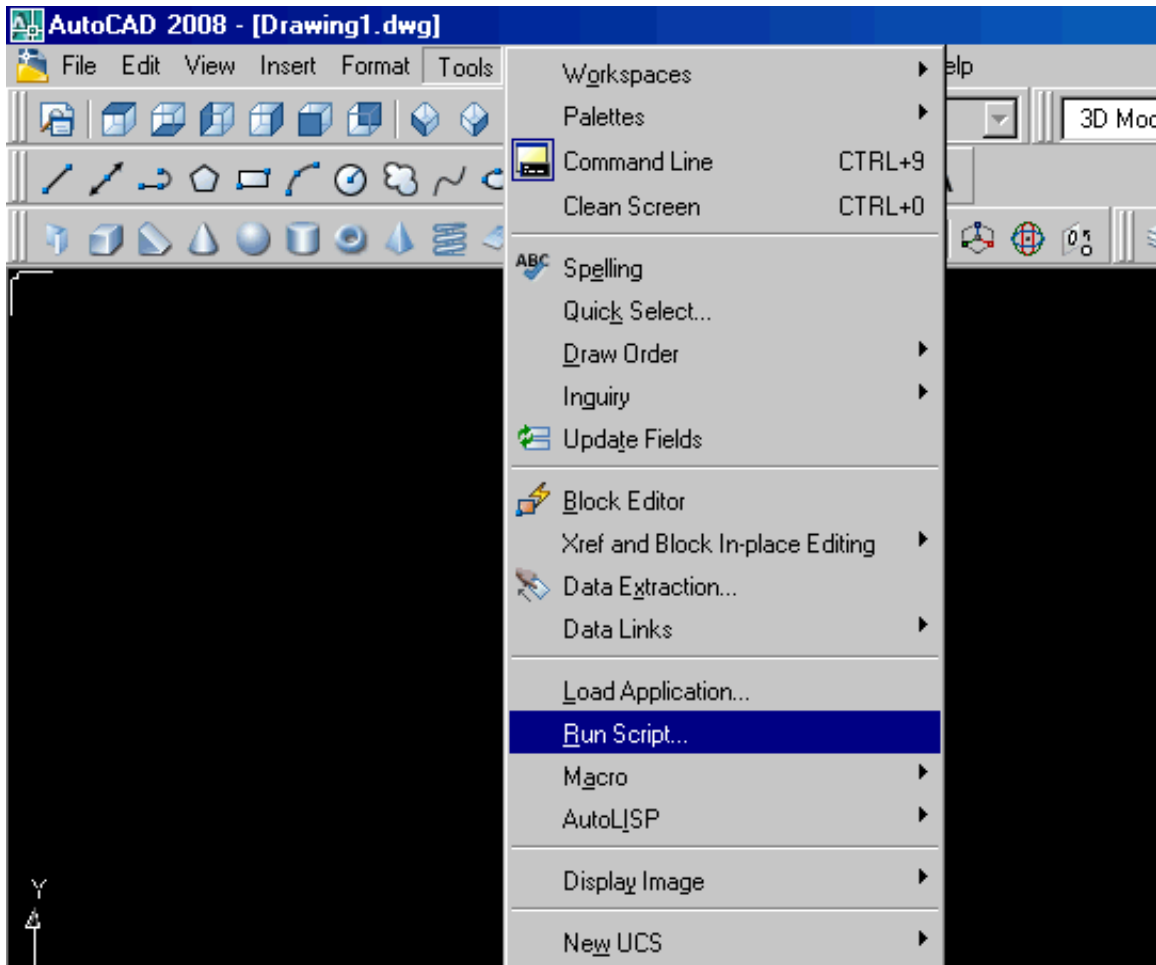 AutoCAD 2008 - [Drawing1.dwg]
File Edit View Insert Format Tools elp
Workspaces
Palettes
3D Moc
Command Line CTRL+9
Clean Screen CTRL+0
ABC Spelling
Quick Select...
Draw Order
Inquiry
Update Fields
Block Editor
Xref and Block In-place Editing
Data Extraction...
Data Links
Load Application...
Run Script...
Macro
AutoLISP
Display Image
Y
New UCS